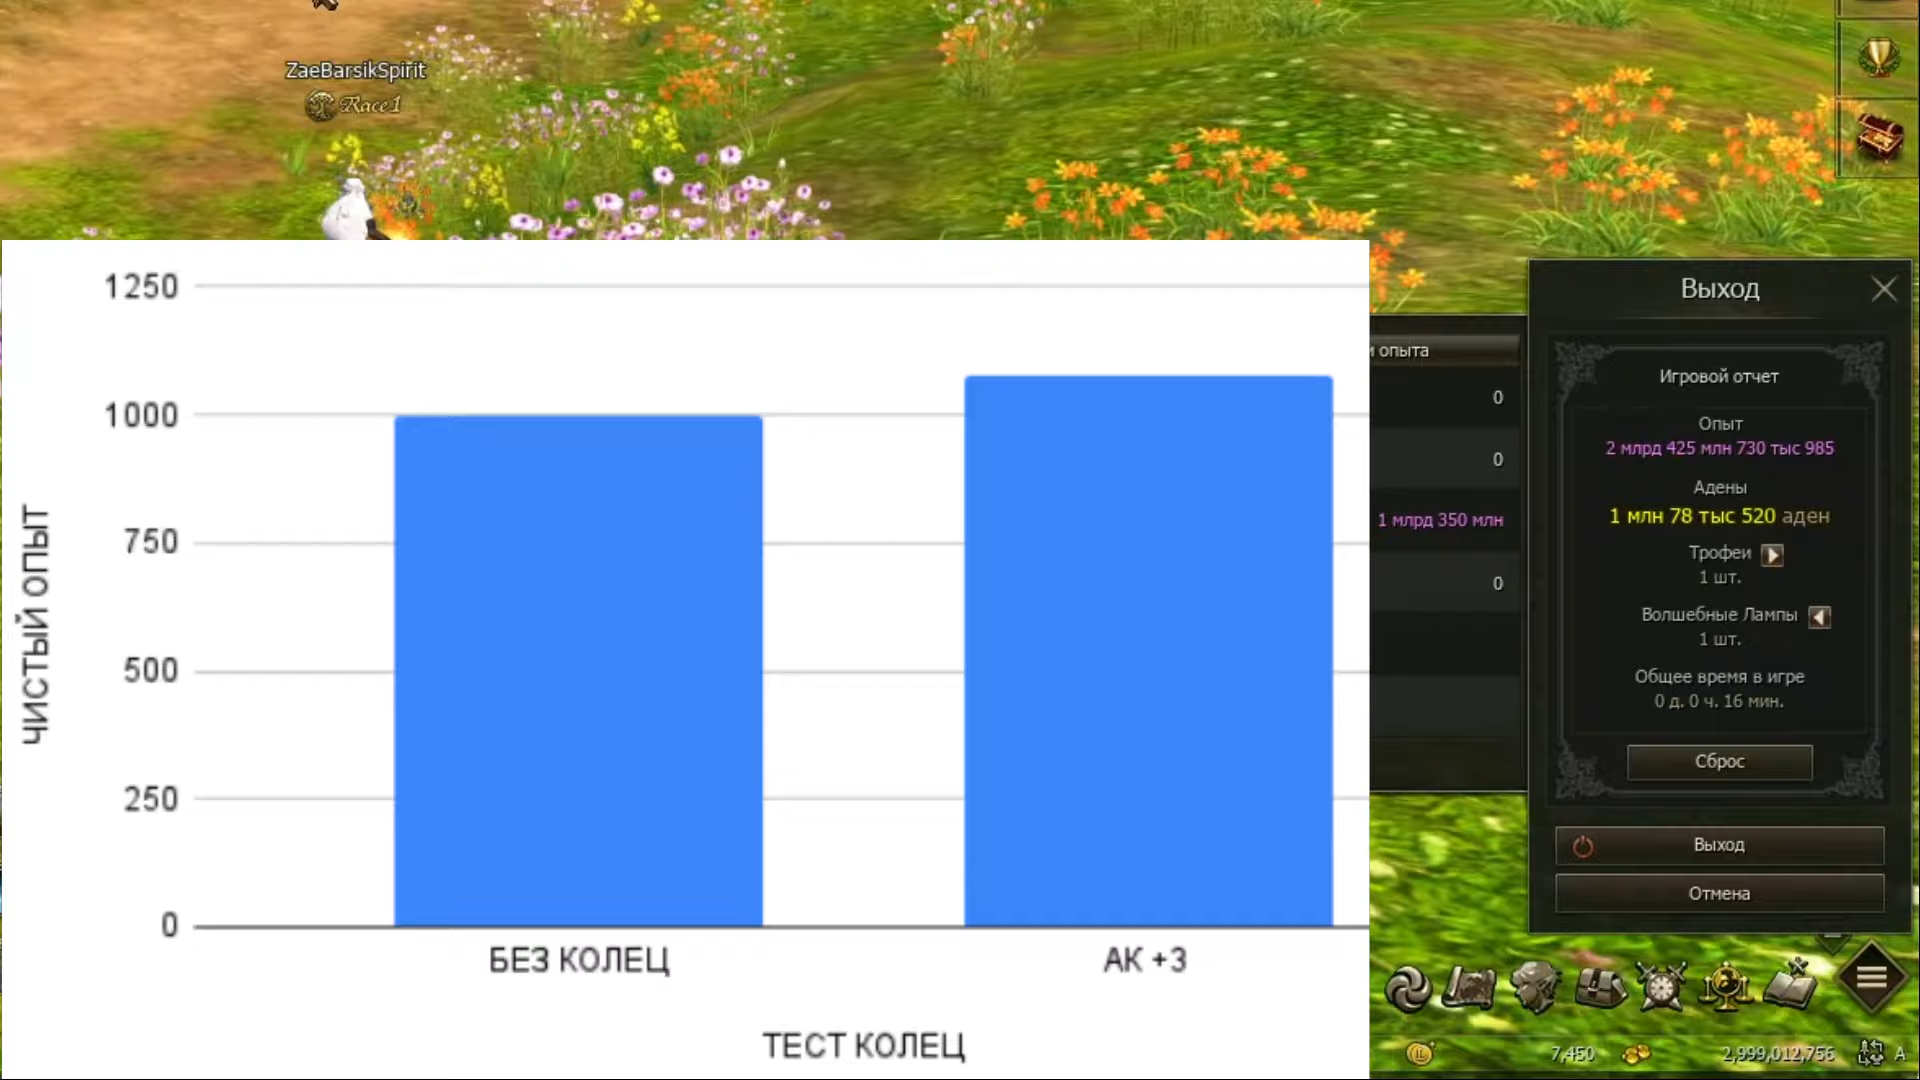 ZaeBarsikSpirit
Race1
1250
1000
750
500
250
0
ЧИСТЫЙ ОПЫТ
БЕЗ КОЛЕЦ
АК +3
ТЕСТ КОЛЕЦ
опыта
0
0
1 млрд 350 млн
0
Выход
Игровой отчет
Опыт
2 млрд 425 млн 730 тыс 985
Адены
1 млн 78 тыс 520 аден
Трофеи
1 шт.
Волшебные Лампы
1 шт.
Общее время в игре
0 д. 0 ч. 16 мин.
Сброс
Выход
Отмена
7,450
2,999,012,756
A